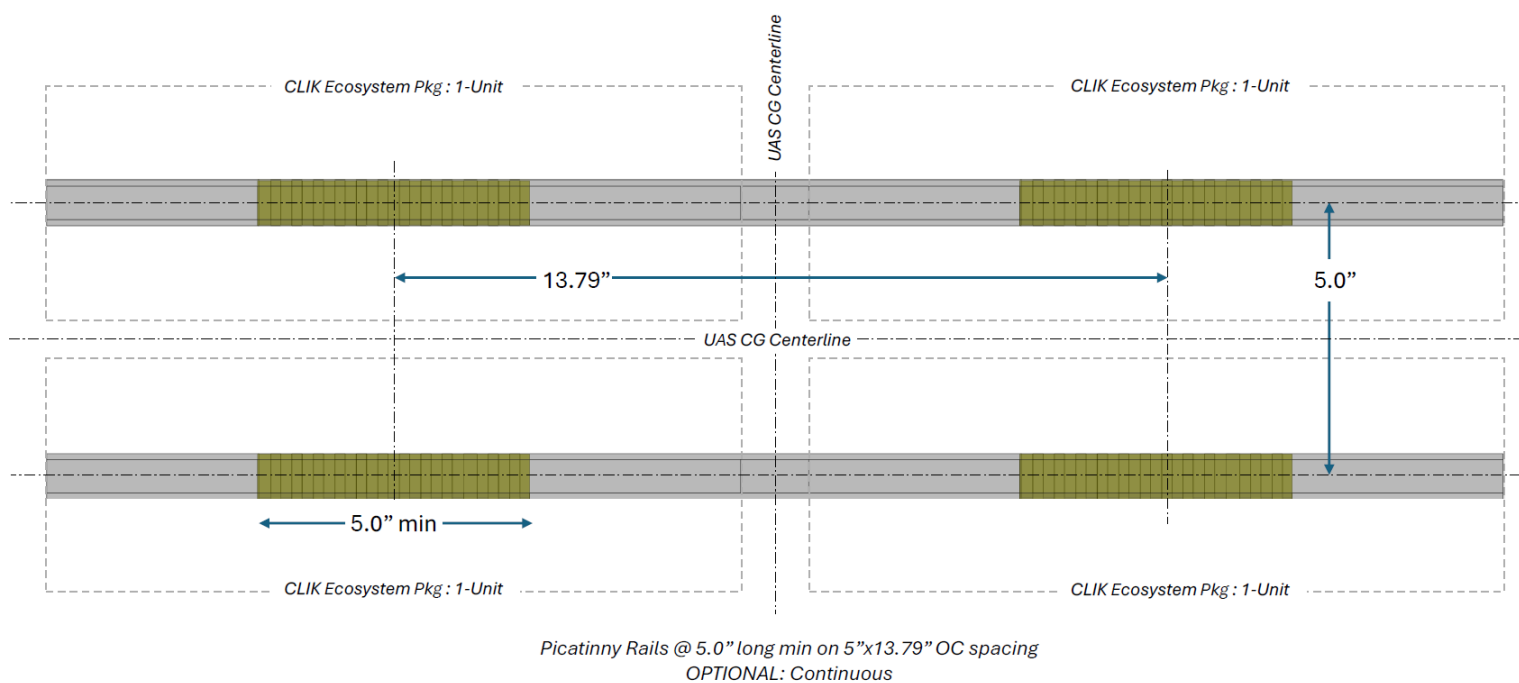 UAS CG Centerline
CLIK Ecosystem Pkg : 1-Unit
CLIK Ecosystem Pkg : 1-Unit
13.79”
5.0”
UAS CG Centerline
5.0” min
CLIK Ecosystem Pkg : 1-Unit
CLIK Ecosystem Pkg : 1-Unit
Picatinny Rails @ 5.0” long min on 5”x13.79” OC spacing
OPTIONAL: Continuous